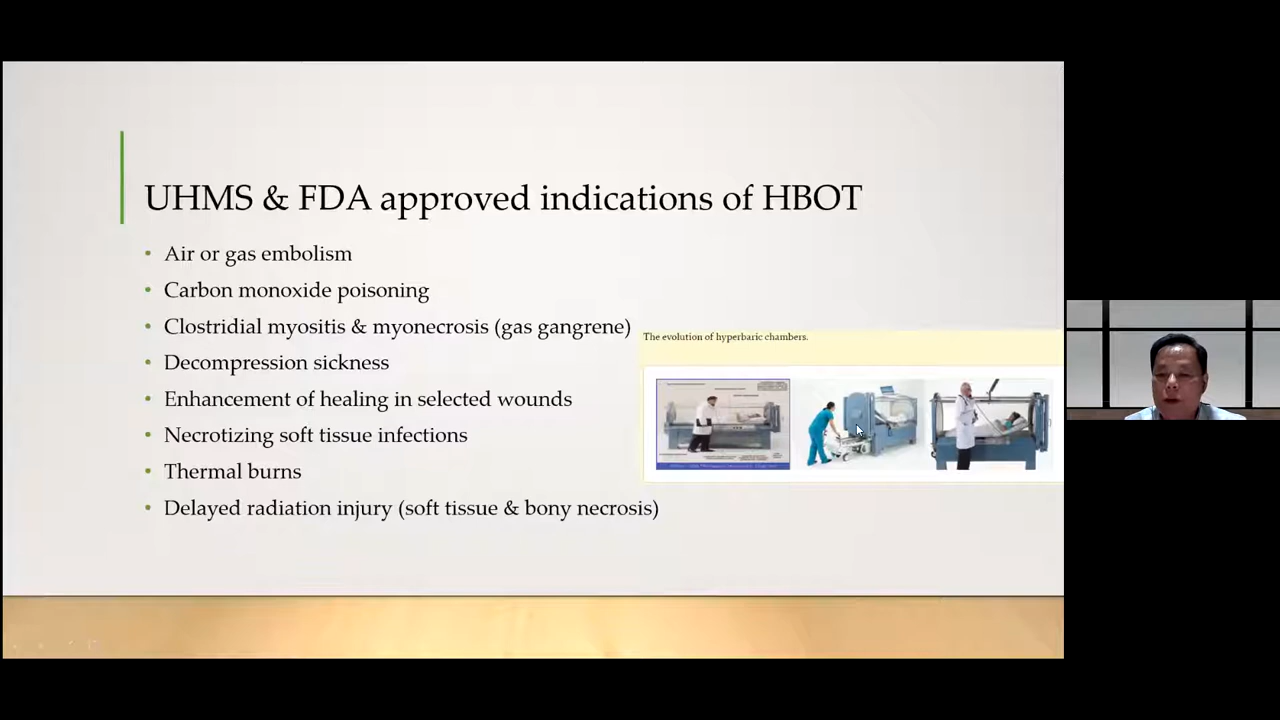 UHMS & FDA approved indications of HBOT
• Air or gas embolism
• Carbon monoxide poisoning
• Clostridial myositis & myonecrosis (gas gangrene)
• Decompression sickness
• Enhancement of healing in selected wounds
• Necrotizing soft tissue infections
• Thermal burns
• Delayed radiation injury (soft tissue & bony necrosis)
The evolution of hyperbaric chambers.